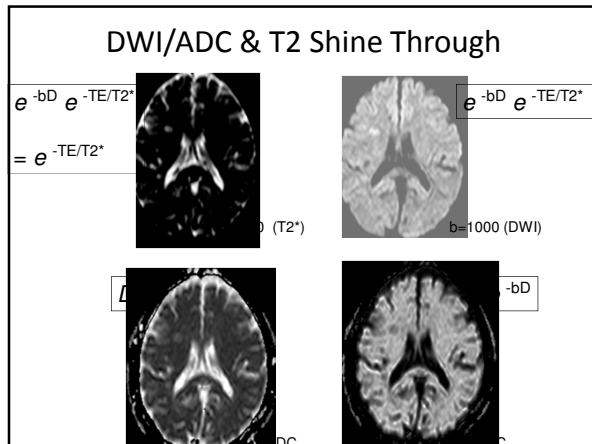 DWI/ADC & T2 Shine Through
e -bD e -TE/T2*
= e -TE/T2*
e -bD e -TE/T2*
(T2*)
b=1000 (DWI)
-bD